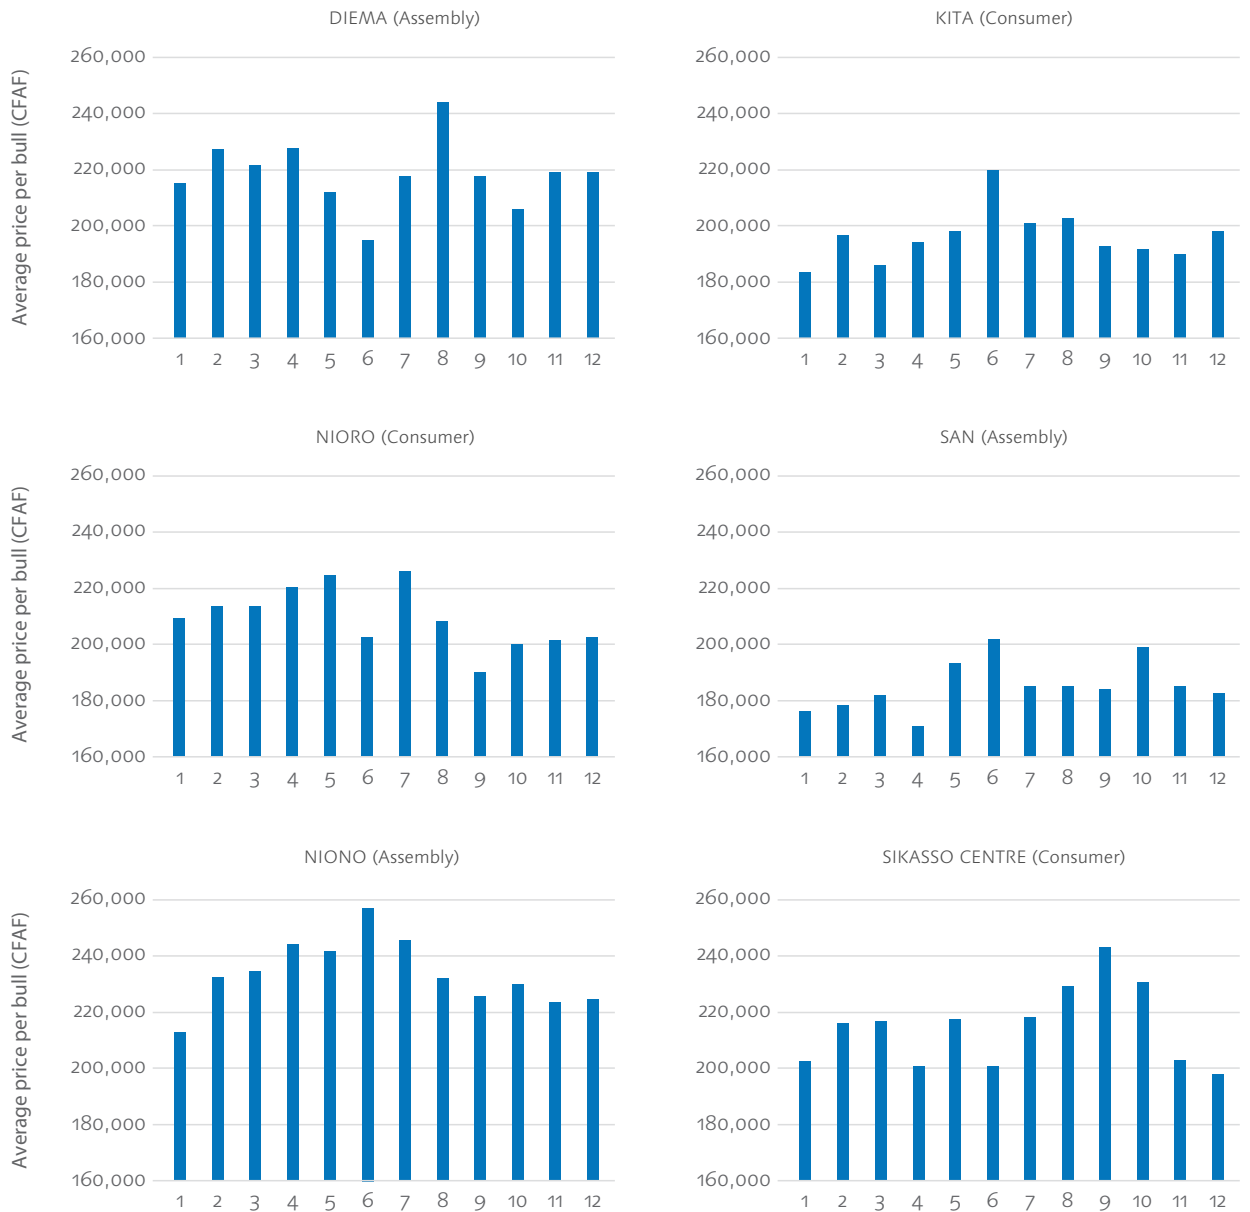 DIEMA (Assembly)
Average price per bull (CFAF)
260,000
240,000
220,000
200,000
180,000
160,000
1 2 3 4 5 6 7 8 9 10 11 12
KITA (Consumer)
260,000
240,000
220,000
200,000
180,000
160,000
1 2 3 4 5 6 7 8 9 10 11 12
NIORO (Consumer)
Average price per bull (CFAF)
260,000
240,000
220,000
200,000
180,000
160,000
1 2 3 4 5 6 7 8 9 10 11 12
SAN (Assembly)
260,000
240,000
220,000
200,000
180,000
160,000
1 2 3 4 5 6 7 8 9 10 11 12
NIONO (Assembly)
Average price per bull (CFAF)
260,000
240,000
220,000
200,000
180,000
160,000
1 2 3 4 5 6 7 8 9 10 11 12
SIKASSO CENTRE (Consumer)
260,000
240,000
220,000
200,000
180,000
160,000
1 2 3 4 5 6 7 8 9 10 11 12